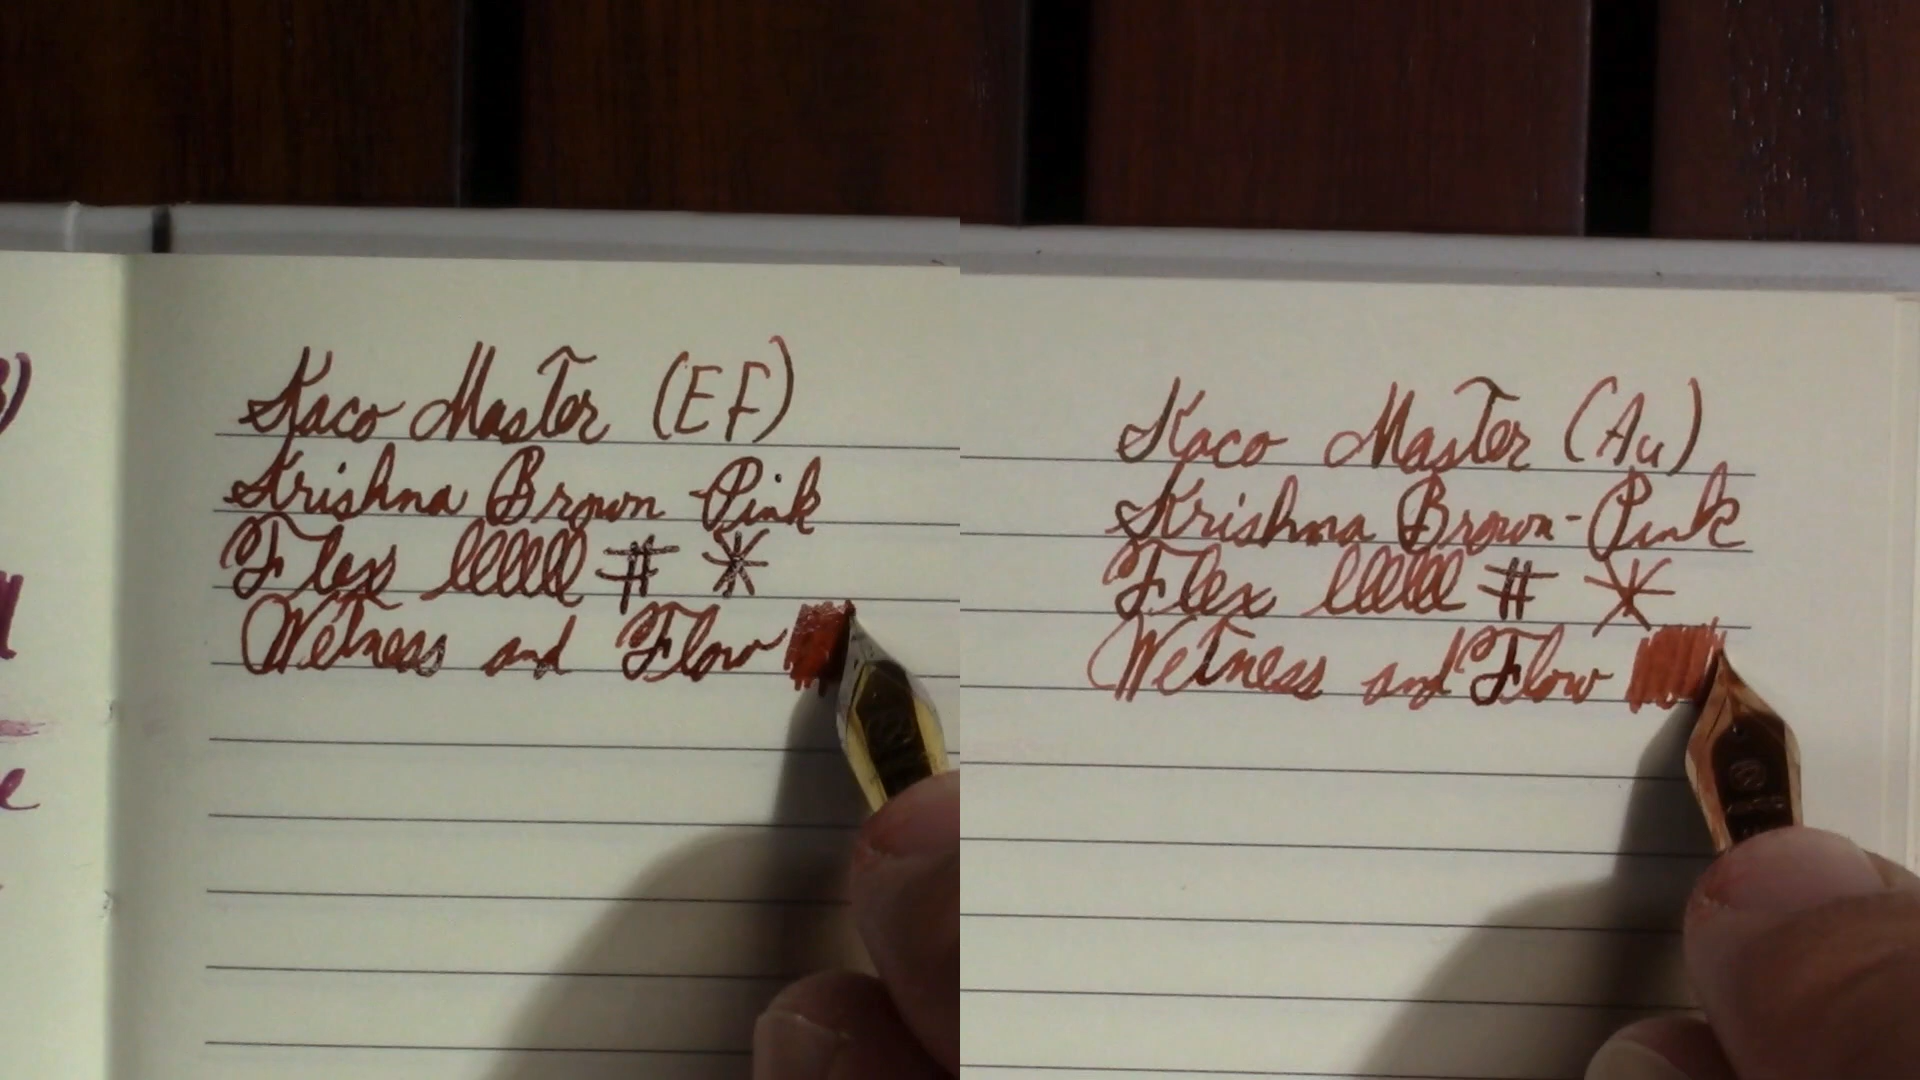 Kaco Master (EF)
Krishna Brown-Pink
Flex lllllll # *
Wetness and Flow
Kaco Master (Au)
Krishna Brown-Pink
Flex llllll # *
Wetness and Flow